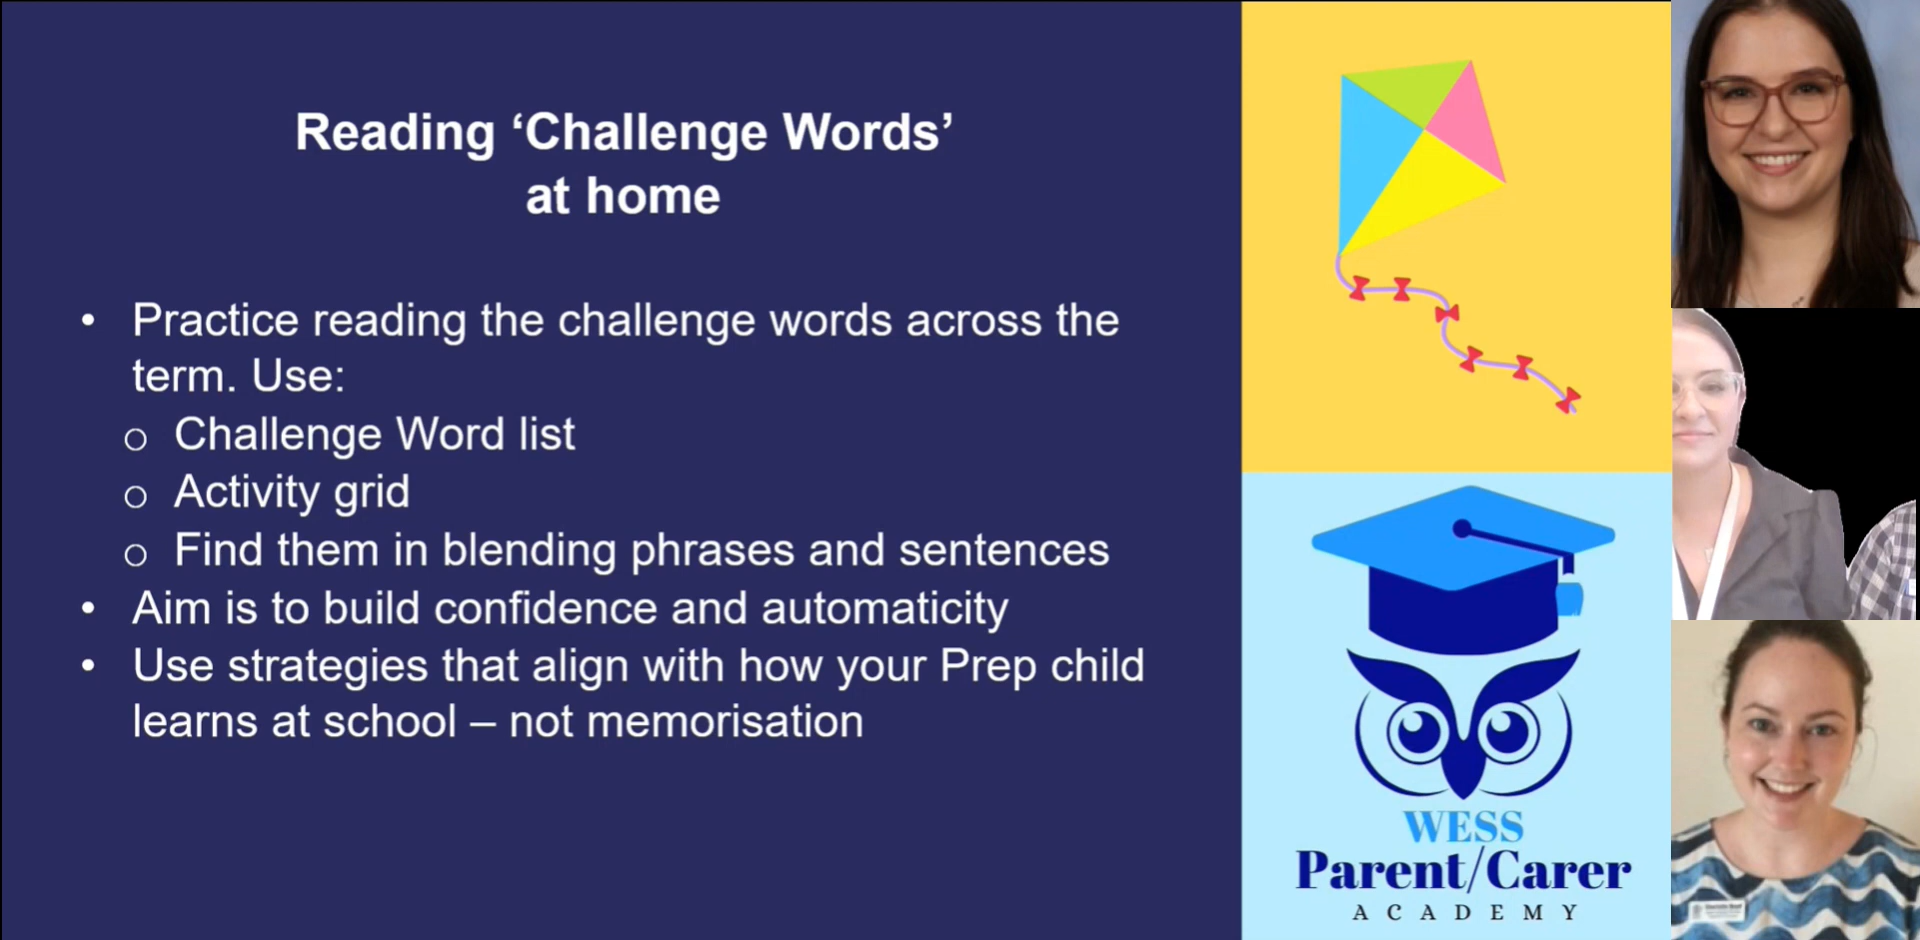 Reading ‘Challenge Words’
at home
• Practice reading the challenge words across the
term. Use:
o Challenge Word list
o Activity grid
o Find them in blending phrases and sentences
• Aim is to build confidence and automaticity
• Use strategies that align with how your Prep child
learns at school – not memorisation
WESS
Parent/Carer
ACADEMY